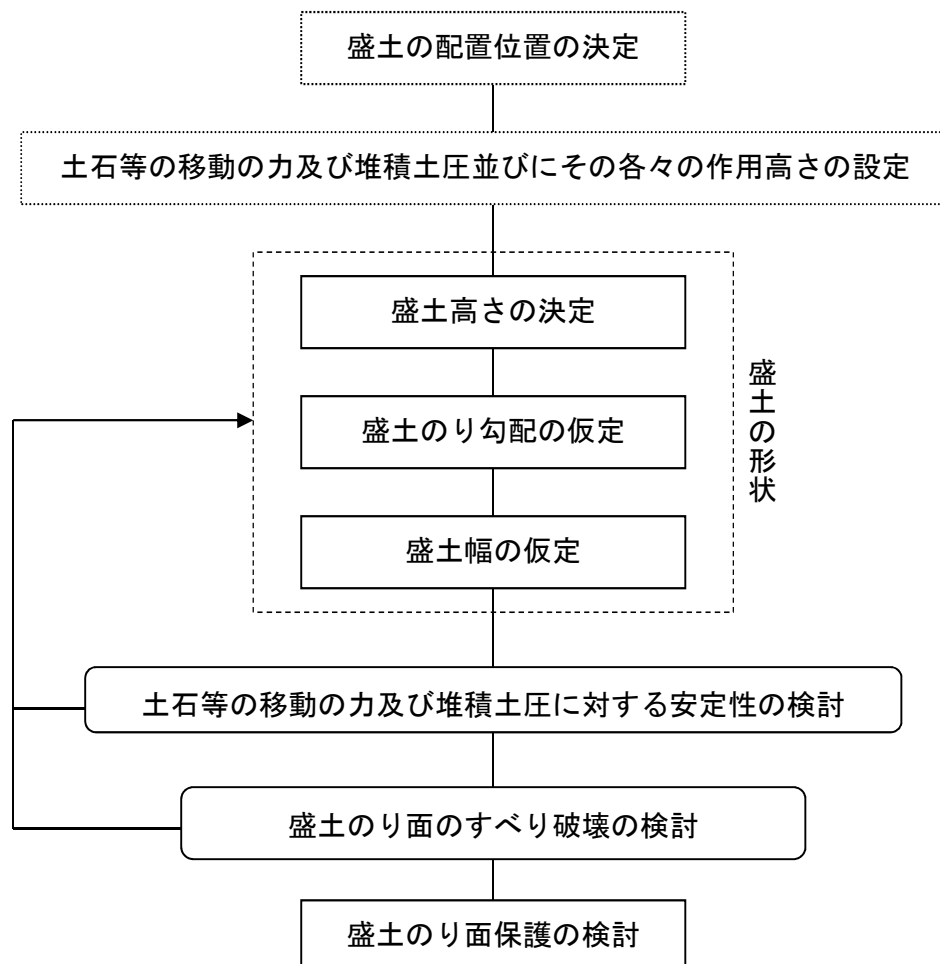 盛土の配置位置の決定
土石等の移動の力及び堆積土圧並びにその各々の作用高さの設定
盛土高さの決定
盛土のり勾配の仮定
盛土幅の仮定
盛土の形状
土石等の移動の力及び堆積土圧に対する安定性の検討
盛土のり面のすべり破壊の検討
盛土のり面保護の検討